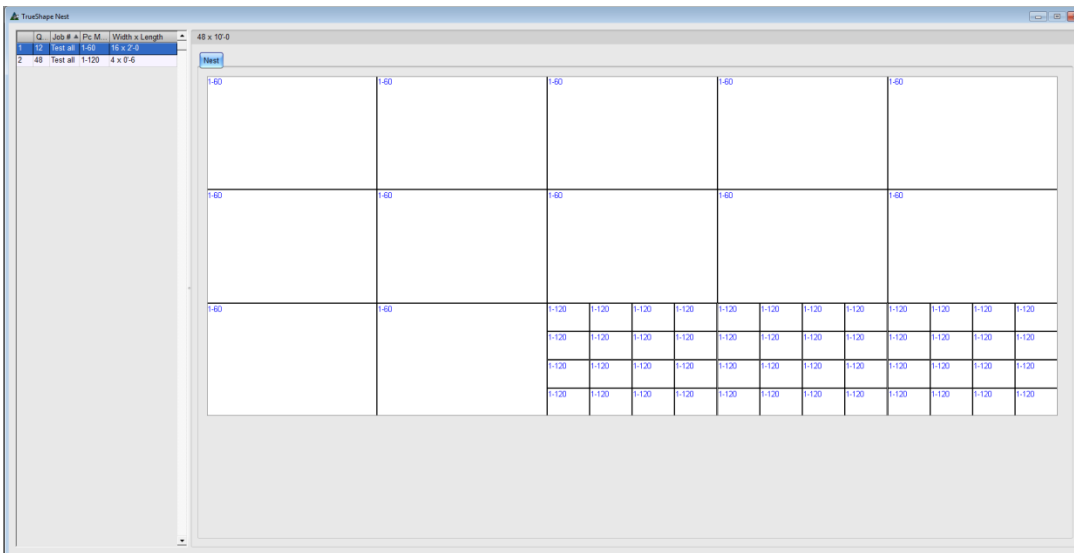 TrueShape Nest
Q... Job # Pc M... Width x Length
1 12 Test all 1-60 16 x 2'-0
2 48 Test all 1-120 4 x 0'-6
48 x 10'-0
Nest
1-60 1-60 1-60 1-60 1-60
1-60 1-60 1-60 1-60 1-60
1-60 1-60 1-120 1-120 1-120 1-120 1-120 1-120 1-120 1-120 1-120 1-120 1-120 1-120
1-120 1-120 1-120 1-120 1-120 1-120 1-120 1-120 1-120 1-120 1-120 1-120
1-120 1-120 1-120 1-120 1-120 1-120 1-120 1-120 1-120 1-120 1-120 1-120
1-120 1-120 1-120 1-120 1-120 1-120 1-120 1-120 1-120 1-120 1-120 1-120